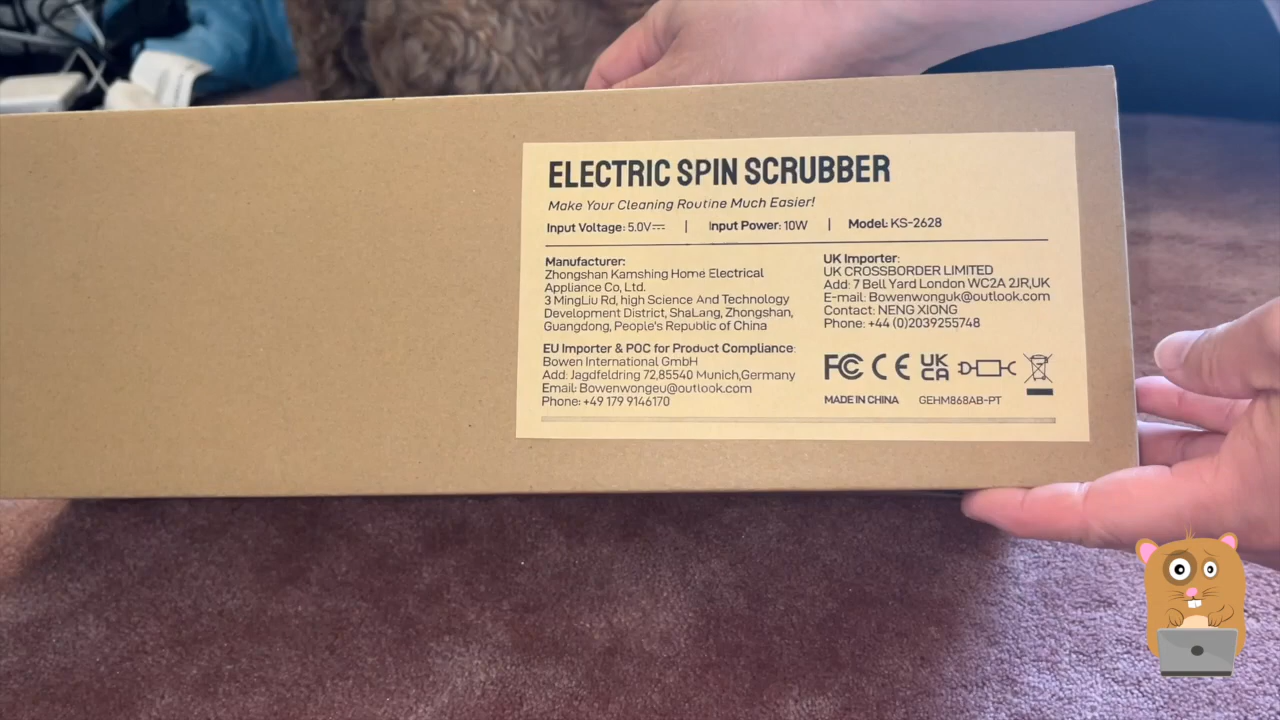 ELECTRIC SPIN SCRUBBER
Make Your Cleaning Routine Much Easier!
Input Voltage: 5.0V⎓ | Input Power: 10W | Model: KS-2628
Manufacturer:
Zhongshan Kamshing Home Electrical
Appliance Co, Ltd.
3 MingLiu Rd, high Science And Technology
Development District, ShaLang, Zhongshan,
Guangdong, People's Republic of China
EU Importer & POC for Product Compliance:
Bowen International GmbH
Add: Jagdfeldring 72,85540 Munich,Germany
Email: Bowenwongeu@outlook.com
Phone: +49 179 9146170
UK Importer:
UK CROSSBORDER LIMITED
Add: 7 Bell Yard London WC2A 2JR,UK
E-mail: Bowenwonguk@outlook.com
Contact: NENG XIONG
Phone: +44 (0)2039255748
FC CE UK
CA
MADE IN CHINA GEHM868AB-PT